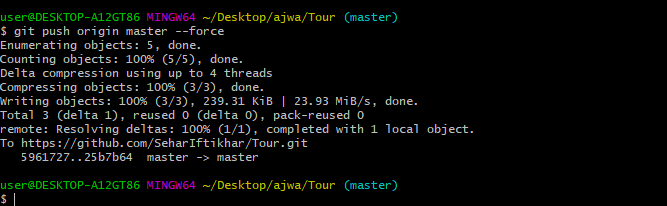 user@DESKTOP-A12GT86 MINGW64 ~/Desktop/ajwa/Tour (master)
$ git push origin master --force
Enumerating objects: 5, done.
Counting objects: 100% (5/5), done.
Delta compression using up to 4 threads
Compressing objects: 100% (3/3), done.
Writing objects: 100% (3/3), 239.31 KiB | 23.93 MiB/s, done.
Total 3 (delta 1), reused 0 (delta 0), pack-reused 0
remote: Resolving deltas: 100% (1/1), completed with 1 local object.
To https://github.com/SeharIftikhar/Tour.git
   5961727..25b7b64  master -> master
user@DESKTOP-A12GT86 MINGW64 ~/Desktop/ajwa/Tour (master)
$